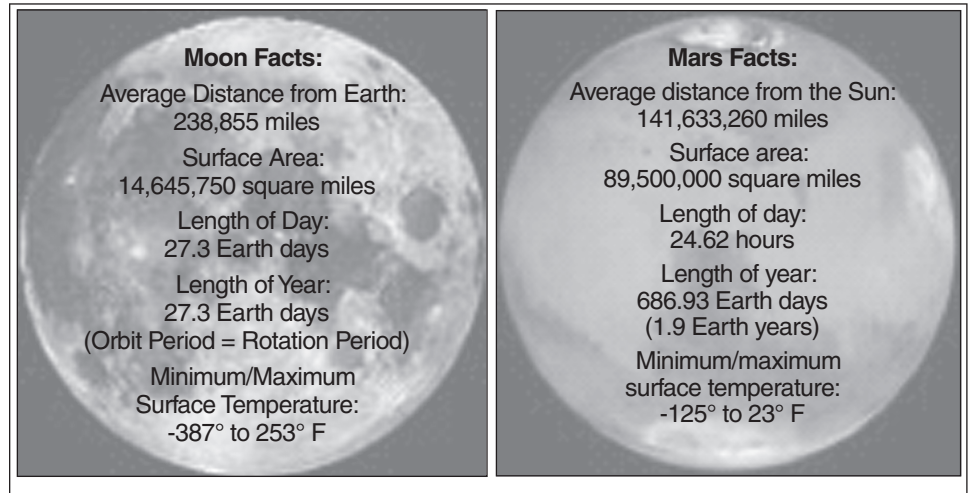 Moon Facts:
Average Distance from Earth:
238,855 miles
Surface Area:
14,645,750 square miles
Length of Day:
27.3 Earth days
Length of Year:
27.3 Earth days
(Orbit Period = Rotation Period)
Minimum/Maximum
Surface Temperature:
-387° to 253° F
Mars Facts:
Average distance from the Sun:
141,633,260 miles
Surface area:
89,500,000 square miles
Length of day:
24.62 hours
Length of year:
686.93 Earth days
(1.9 Earth years)
Minimum/maximum
surface temperature:
-125° to 23° F